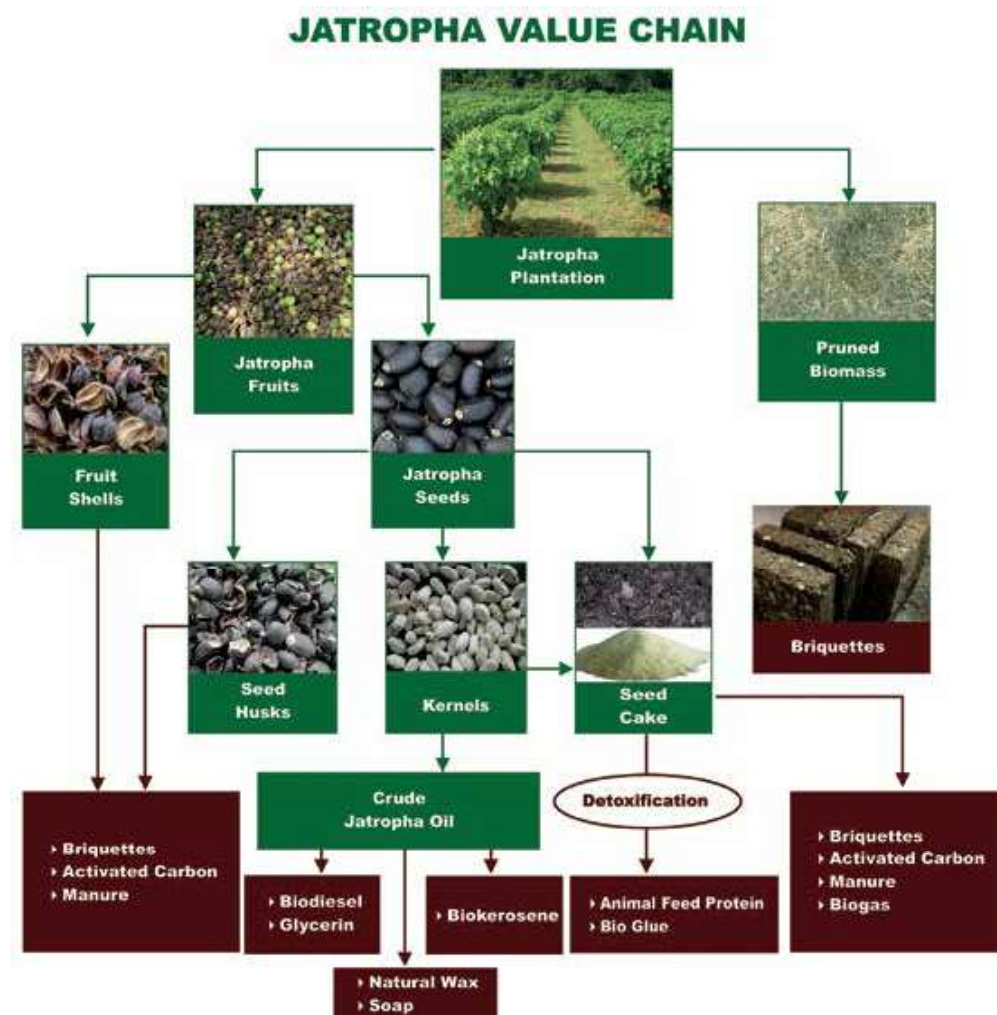 JATROPHA VALUE CHAIN
Jatropha
Plantation
Jatropha
Fruits
Pruned
Biomass
Fruit
Shells
Jatropha
Seeds
Briquettes
Seed
Husks
Kernels
Seed
Cake
Crude
Jatropha Oil
Detoxification
Briquettes
Activated Carbon
Manure
Biodiesel
Glycerin
Biokerosene
Animal Feed Protein
Bio Glue
Briquettes
Activated Carbon
Manure
Biogas
Natural Wax
Soap